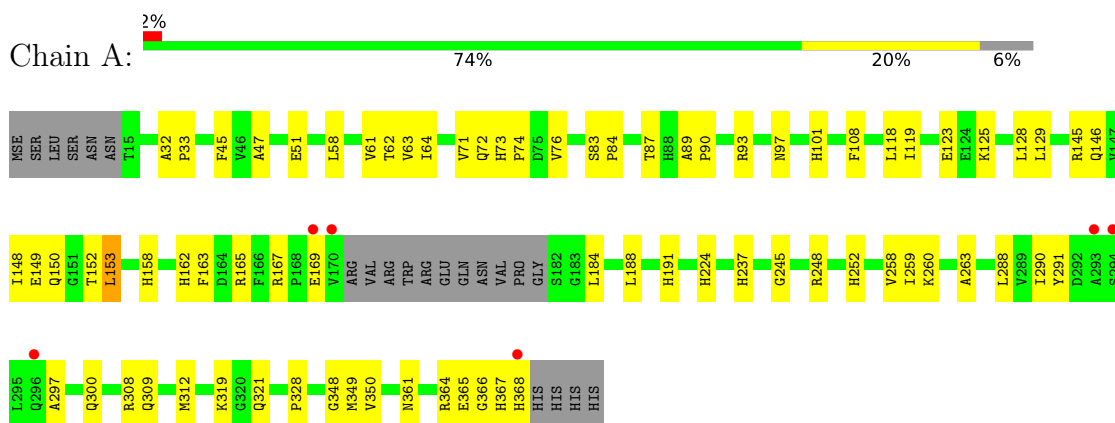 2%
Chain A:
74% 20% 6%
MSE SER LEU SER ASN ASN T15 A32 P33 F45 V46 A47 E51 L58 V61 T62 V63 I64 V71 Q72 H73 P74 D75 V76 S83 P84 T87 H88 A89 P90 R93 N97 H101 F108 L118 I119 E123 E124 K125 L128 L129 R145 Q146 V147
I148 E149 Q150 G151 T152 L153 H158 H162 F163 D164 R165 F166 R167 P168 E169 V170 ARG VAL ARG TRP ARG GLU GLN ASN VAL PRO GLY S182 G183 L184 L188 H191 H224 H237 G245 R248 H252 V258 I259 K260 A263 L288 V289 I290 Y291 D292 A293 S294
L295 Q296 A297 Q300 R308 Q309 M312 K319 G320 Q321 P328 G348 M349 V350 N361 R364 E365 G366 H367 H368 HIS HIS HIS HIS